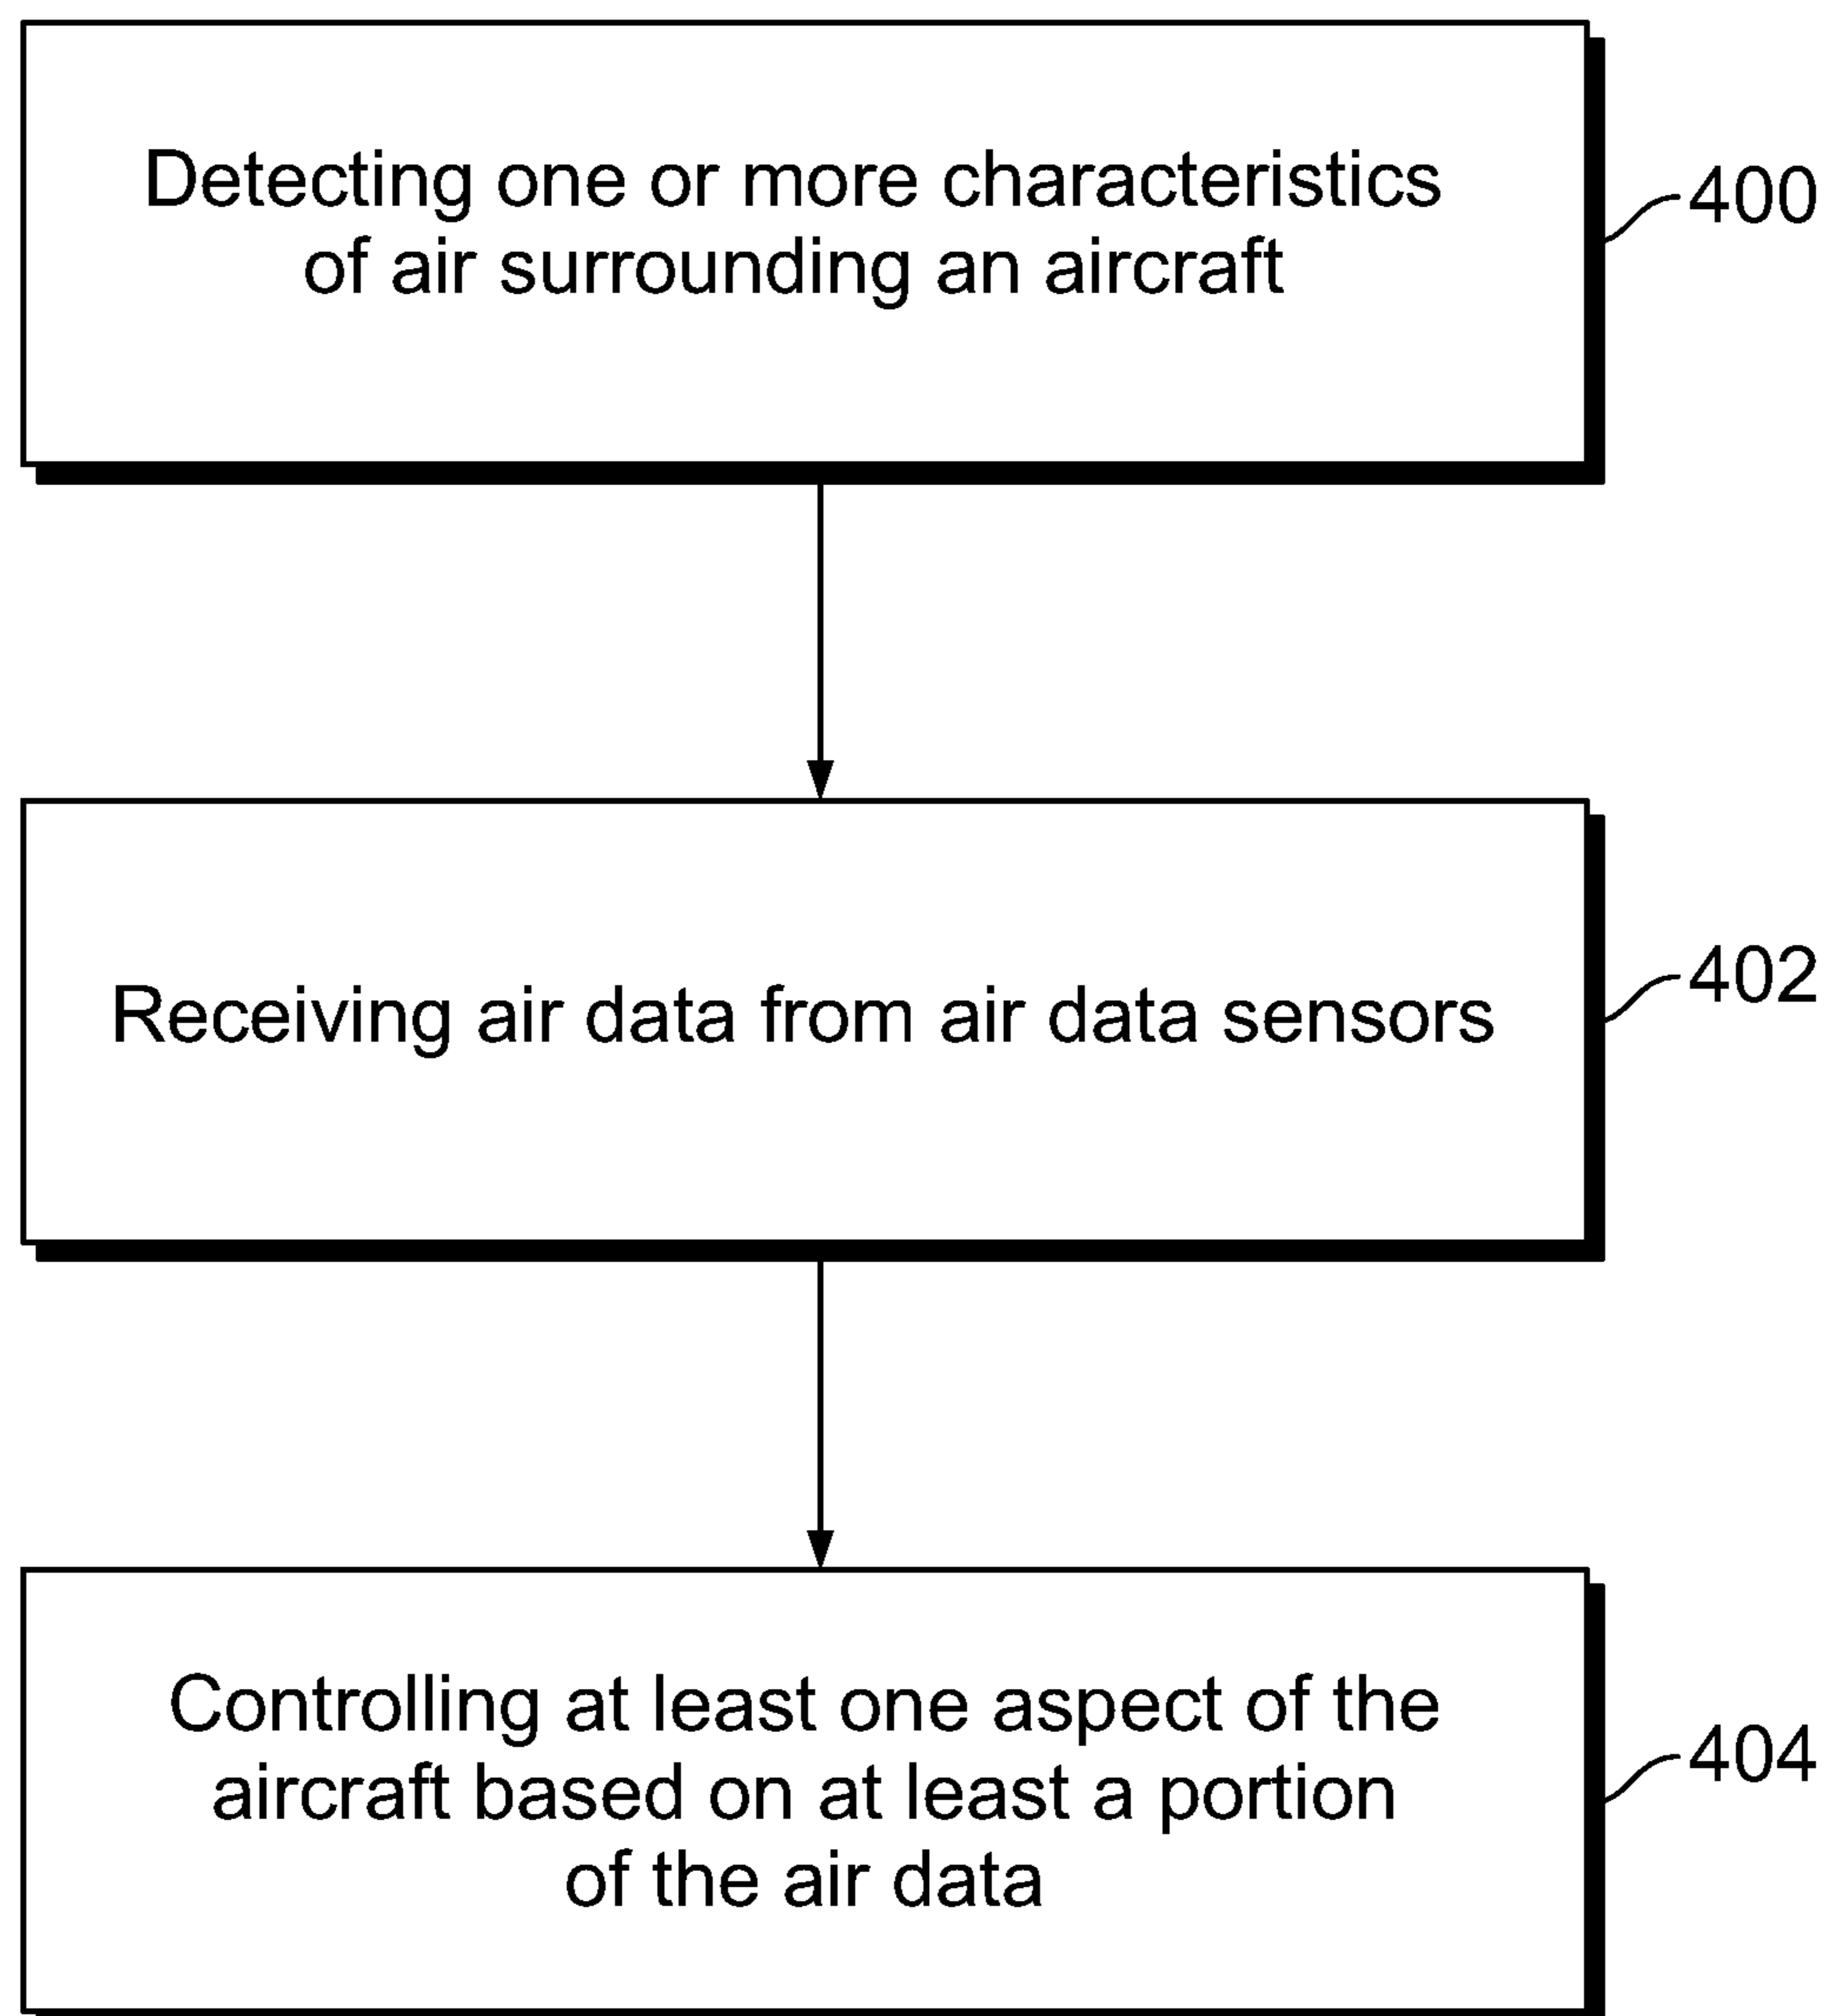 Detecting one or more characteristics
of air surrounding an aircraft
400
Receiving air data from air data sensors
402
Controlling at least one aspect of the
aircraft based on at least a portion
of the air data
404